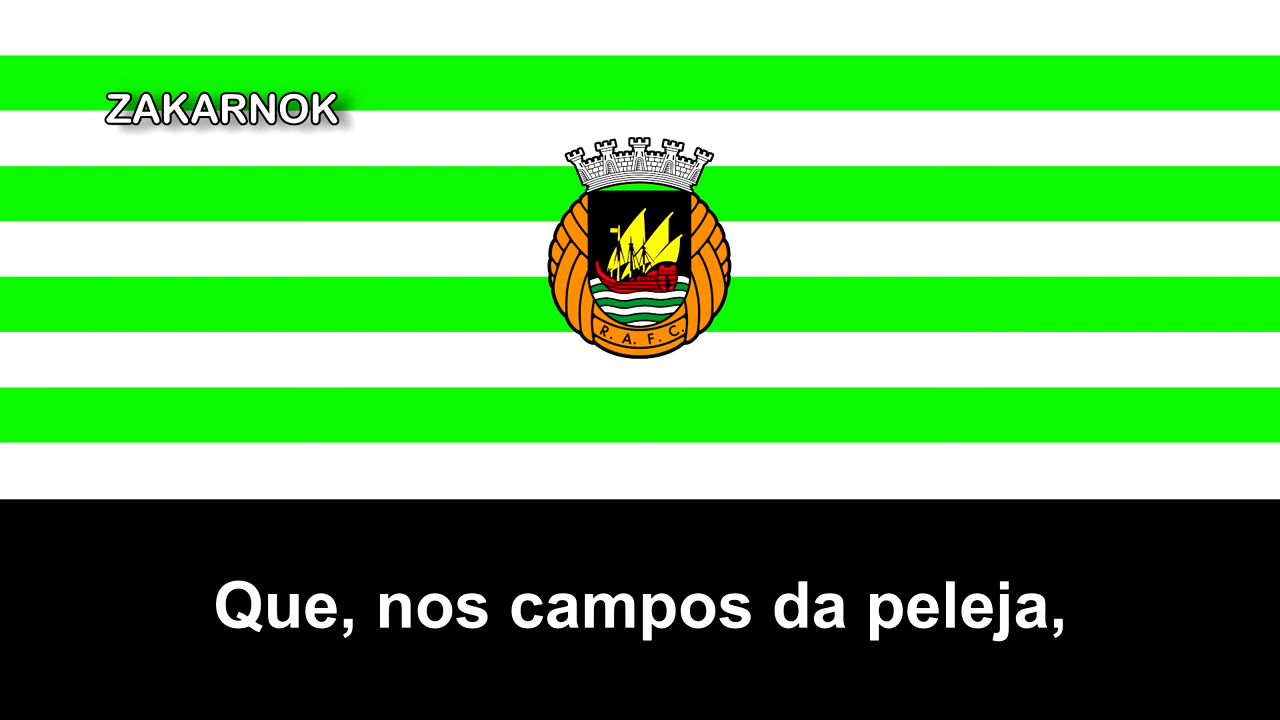 ZAKARNOK
R. A. F. C.
Que, nos campos da peleja,